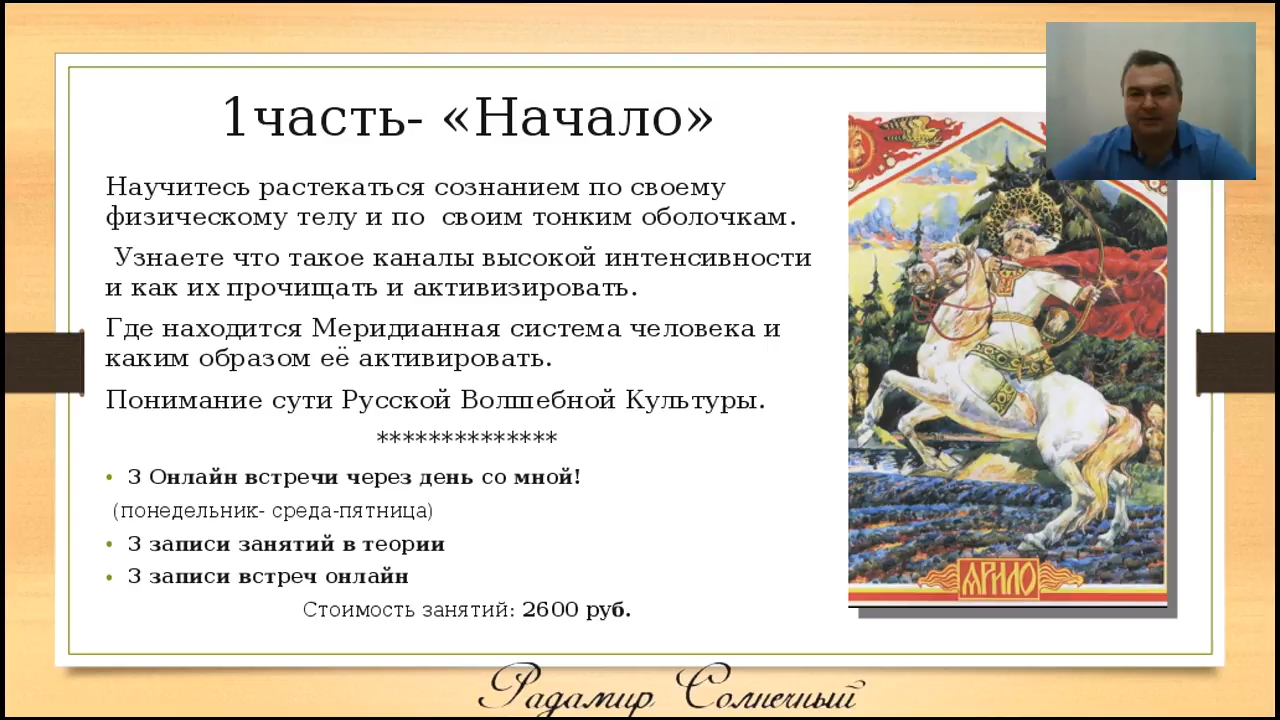 1часть- «Начало»
Научитесь растекаться сознанием по своему
физическому телу и по своим тонким оболочкам.
Узнаете что такое каналы высокой интенсивности
и как их прочищать и активизировать.
Где находится Меридианная система человека и
каким образом её активировать.
Понимание сути Русской Волшебной Культуры.
**************
• 3 Онлайн встречи через день со мной!
(понедельник- среда-пятница)
• 3 записи занятий в теории
• 3 записи встреч онлайн
Стоимость занятий: 2600 руб.
ЯРИЛО
Радамир Солнечный